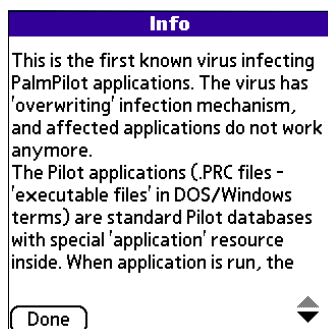 Info
This is the first known virus infecting
PalmPilot applications. The virus has
'overwriting' infection mechanism,
and affected applications do not work
anymore.
The Pilot applications (.PRC files -
'executable files' in DOS/Windows
terms) are standard Pilot databases
with special 'application' resource
inside. When application is run, the
Done